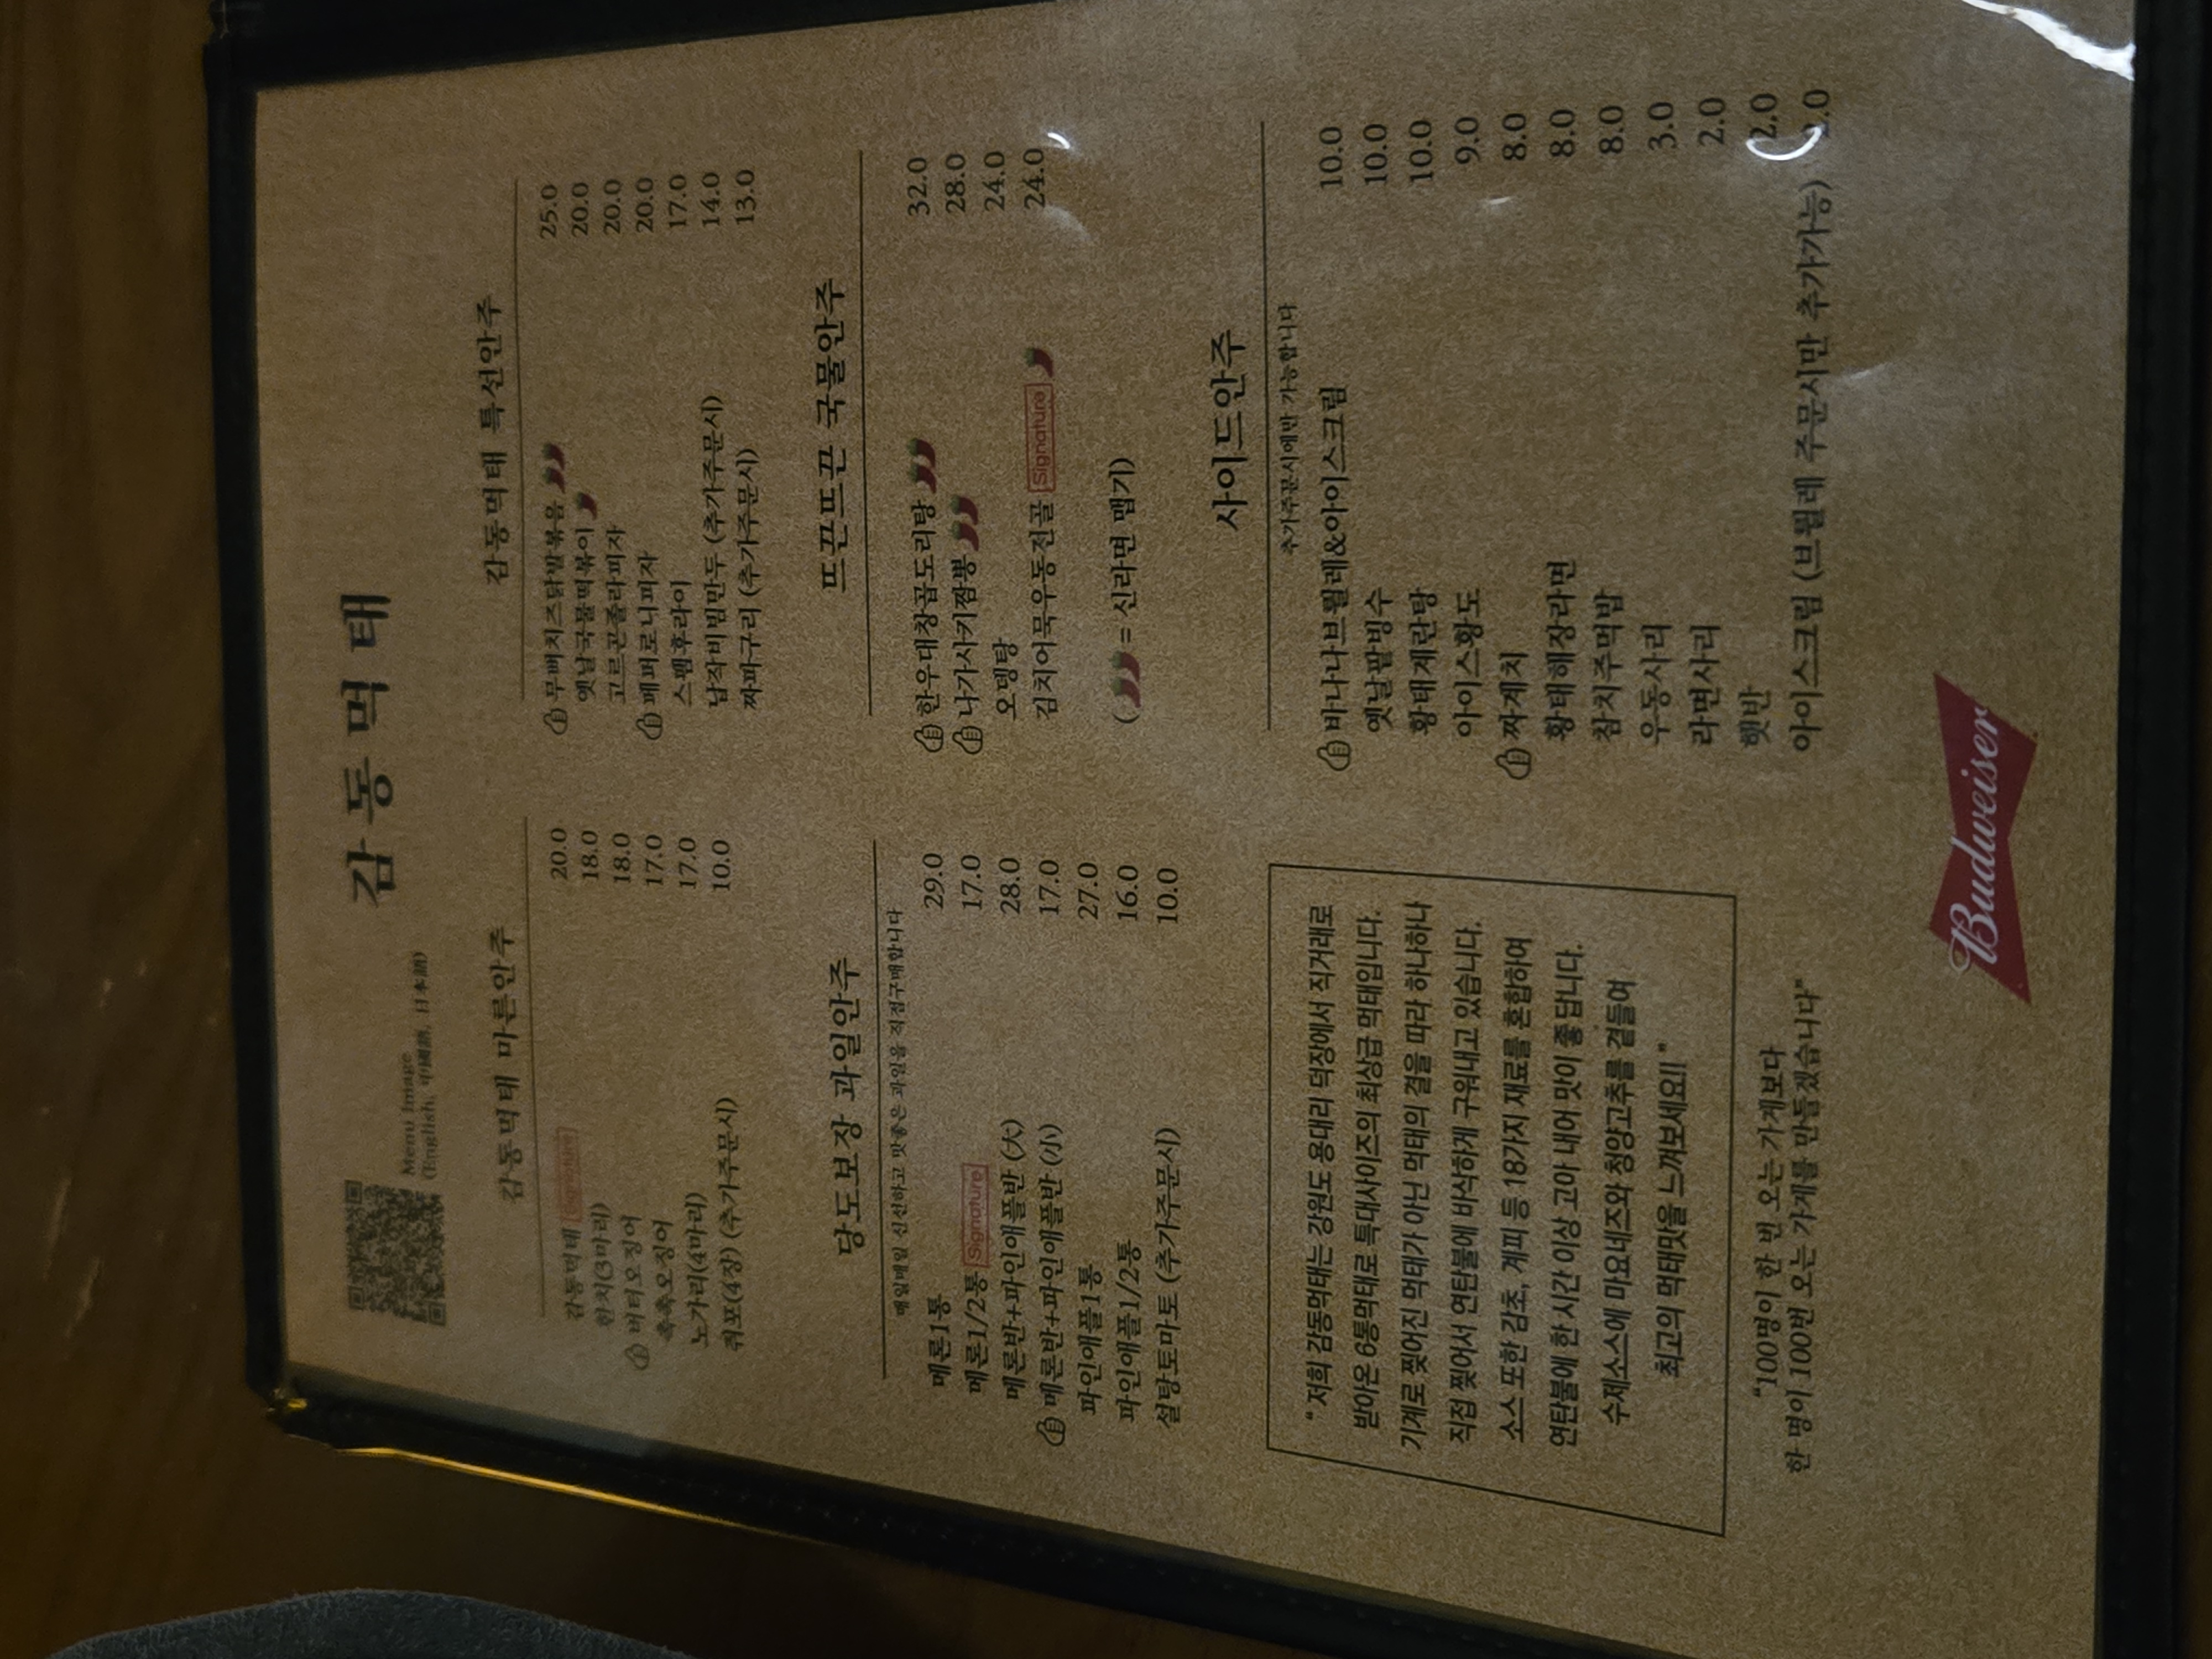 감동먹태
Menu Image
(English, 中國語, 日本語)
감동먹태 마른안주
감동먹태 Signature 20.0
한치(3마리) 18.0
버터오징어 18.0
촉촉오징어 17.0
노가리(4마리) 17.0
쥐포(4장) (추가주문시) 10.0
당도보장 과일안주
매일매일 신선하고 맛좋은 과일을 직접구매합니다
메론1통 29.0
메론1/2통 Signature 17.0
메론반+파인애플반 (大) 28.0
메론반+파인애플반 (小) 17.0
파인애플1통 27.0
파인애플1/2통 16.0
설탕토마토 (추가주문시) 10.0
" 저희 감동먹태는 강원도 용대리 덕장에서 직거래로
받아온 6통먹태로 특대사이즈의 최상급 먹태입니다.
기계로 찢어진 먹태가 아닌 먹태의 결을 따라 하나하나
직접 찢어서 연탄불에 바삭하게 구워내고 있습니다.
소스 또한 감초, 계피 등 18가지 재료를 혼합하여
연탄불에 한 시간 이상 고아 내어 맛이 좋답니다.
수제소스에 마요네즈와 청양고추를 곁들여
최고의 먹태맛을 느껴보세요!! "
"100명이 한 번 오는 가게보다
한 명이 100번 오는 가게를 만들겠습니다"
감동먹태 특선안주
무뼈치즈닭발볶음 25.0
옛날국물떡볶이 20.0
고르곤졸라피자 20.0
페퍼로니피자 20.0
스팸후라이 17.0
납작비빔만두 (추가주문시) 14.0
짜파구리 (추가주문시) 13.0
뜨끈뜨끈 국물안주
한우대창곱도리탕 32.0
나가사키짬뽕 28.0
오뎅탕 24.0
김치어묵우동전골 Signature 24.0
( = 신라면 맵기)
사이드안주
추가주문시에만 가능합니다
바나나브륄레&아이스크림 10.0
옛날팥빙수 10.0
황태계란탕 10.0
아이스황도 9.0
짜계치 8.0
황태해장라면 8.0
참치주먹밥 8.0
우동사리 3.0
라면사리 2.0
햇반 2.0
아이스크림 (브륄레 주문시만 추가가능)
Budweiser